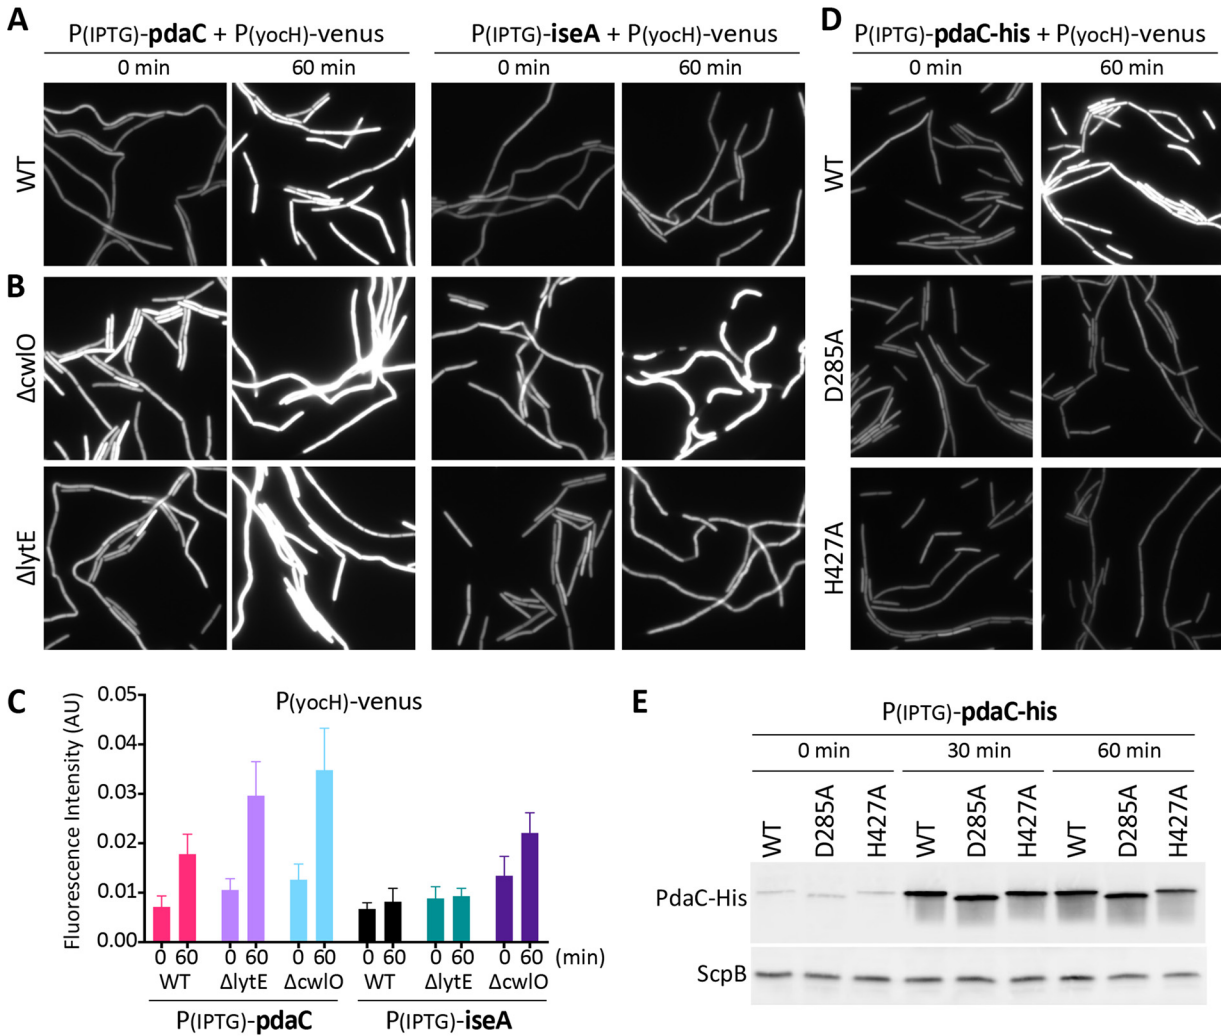 A
P(IPTG)-pdaC + P(yocH)-venus
P(IPTG)-iseA + P(yocH)-venus
0 min 60 min 0 min 60 min
WT
B
ΔcwlO
ΔlytE
D
P(IPTG)-pdaC-his + P(yocH)-venus
0 min 60 min
WT
D285A
H427A
C
P(yocH)-venus
Fluorescence Intensity (AU)
0.05
0.04
0.03
0.02
0.01
0.00
0 60 0 60 0 60 0 60 0 60 0 60 (min)
WT ΔlytE ΔcwlO WT ΔlytE ΔcwlO
P(IPTG)-pdaC P(IPTG)-iseA
E
P(IPTG)-pdaC-his
0 min 30 min 60 min
WT D285A H427A WT D285A H427A WT D285A H427A
PdaC-His
ScpB